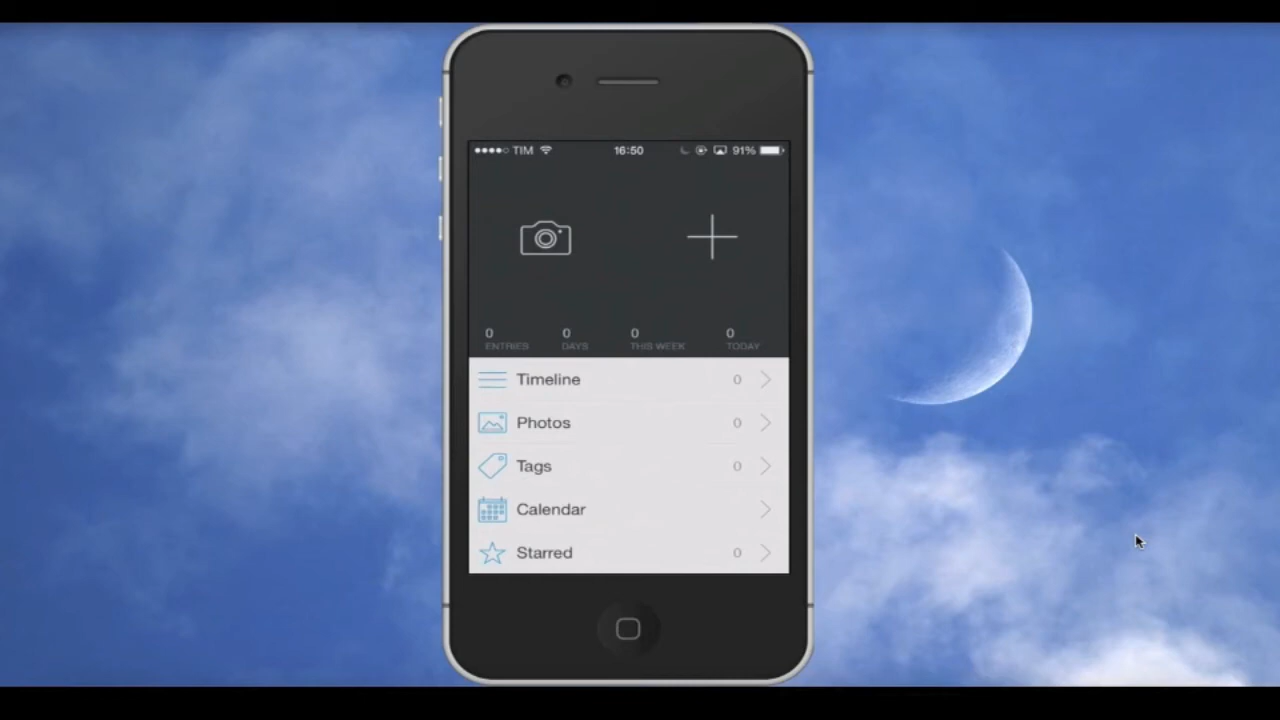 TIM 16:50 91%
0 0 0 0
ENTRIES DAYS THIS WEEK TODAY
Timeline 0
Photos 0
Tags 0
Calendar
Starred 0